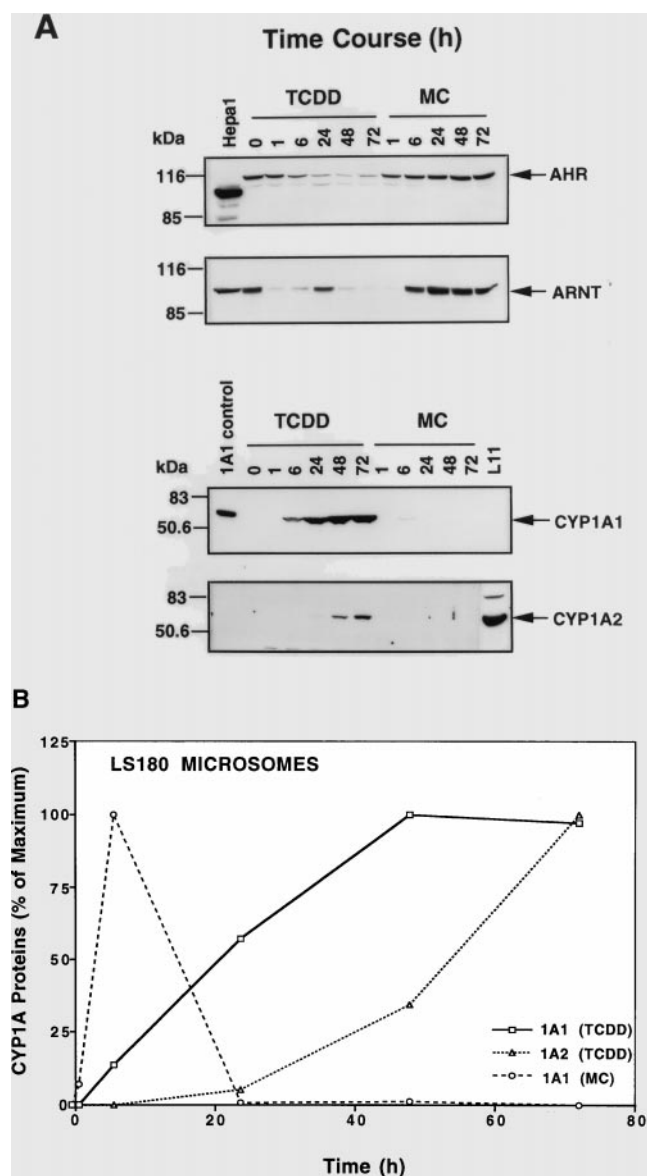 A
Time Course (h)
TCDD MC
kDa Hepa1 0 1 6 24 48 72 1 6 24 48 72
116 AHR
85
116 ARNT
85
TCDD MC
kDa 1A1 control 0 1 6 24 48 72 1 6 24 48 72 L11
83
50.6 CYP1A1
83
50.6 CYP1A2
B
125
LS180 MICROSOMES
100
75
50
25
0
CYP1A Proteins (% of Maximum)
1A1 (TCDD)
1A2 (TCDD)
1A1 (MC)
0 20 40 60 80
Time (h)